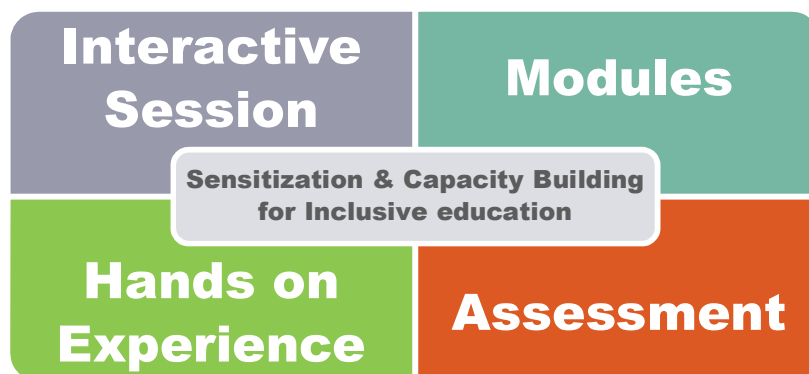 Interactive
Session
Modules
Sensitization & Capacity Building
for Inclusive education
Hands on
Experience
Assessment